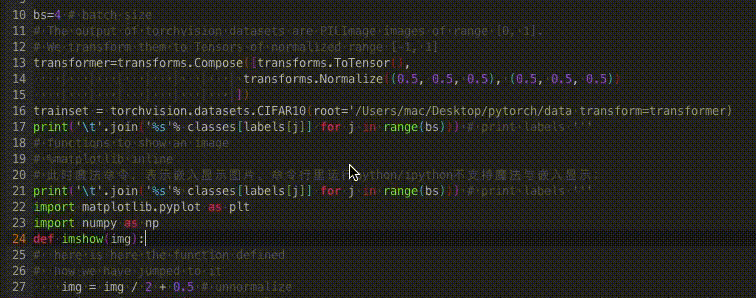 10 bs=4 # batch size
11 # The output of torchvision datasets are PILImage images of range [0, 1].
12 # We transform them to Tensors of normalized range [-1, 1]
13 transformer=transforms.Compose([transforms.ToTensor(),
14 transforms.Normalize((0.5, 0.5, 0.5), (0.5, 0.5, 0.5))
15 ])
16 trainset = torchvision.datasets.CIFAR10(root='/Users/mac/Desktop/pytorch/data transform=transformer)
17 print('\t'.join('%s'% classes[labels[j]] for j in range(bs))) # print labels '''
18 # functions to show an image
19 # %matplotlib inline
20 # 此时魔法命令, 表示嵌入显示图片, 命令行里运 python/ipython不支持魔法与嵌入显示;
21 print('\t'.join('%s'% classes[labels[j]] for j in range(bs))) # print labels '''
22 import matplotlib.pyplot as plt
23 import numpy as np
24 def imshow(img):
25 # here is here the function defined
26 # now we have jumped to it
27 img = img / 2 + 0.5 # unnormalize